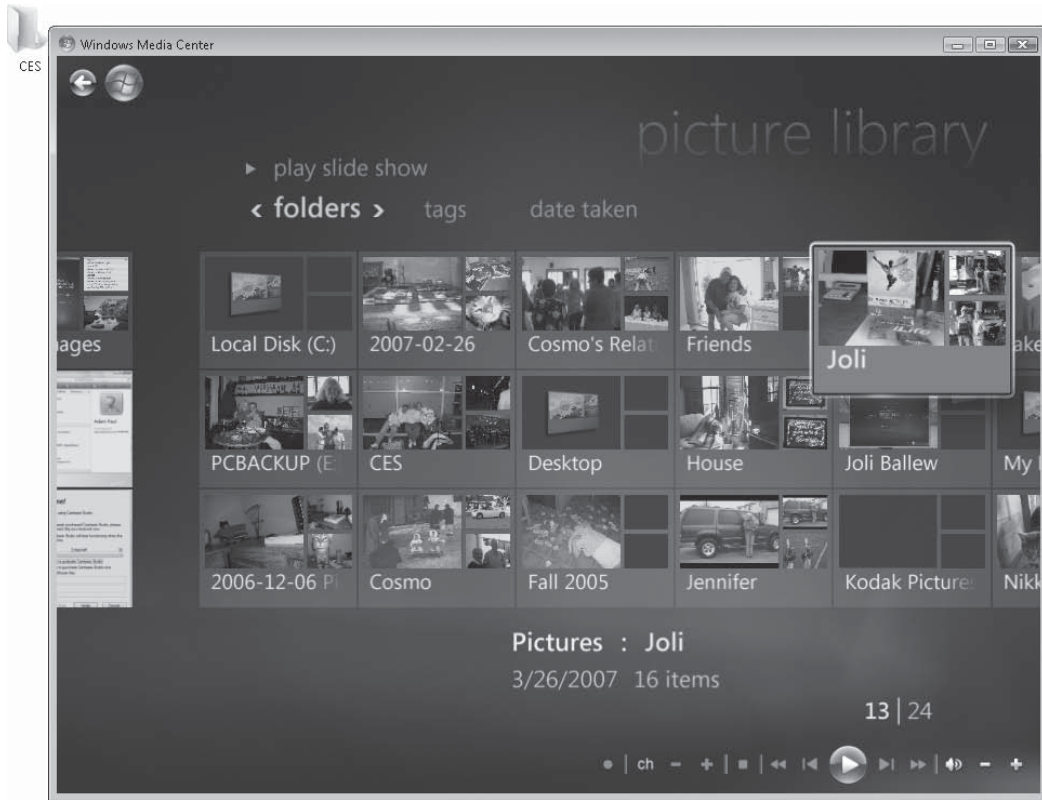 CES
Windows Media Center
picture library
play slide show
< folders > tags date taken
ages Local Disk (C:) 2007-02-26 Cosmo's Relat Friends Joli ake
PCBACKUP (E: CES Desktop House Joli Ballew My
2006-12-06 Pi Cosmo Fall 2005 Jennifer Kodak Pictures Nikk
Pictures : Joli
3/26/2007 16 items
13 | 24
ch - +